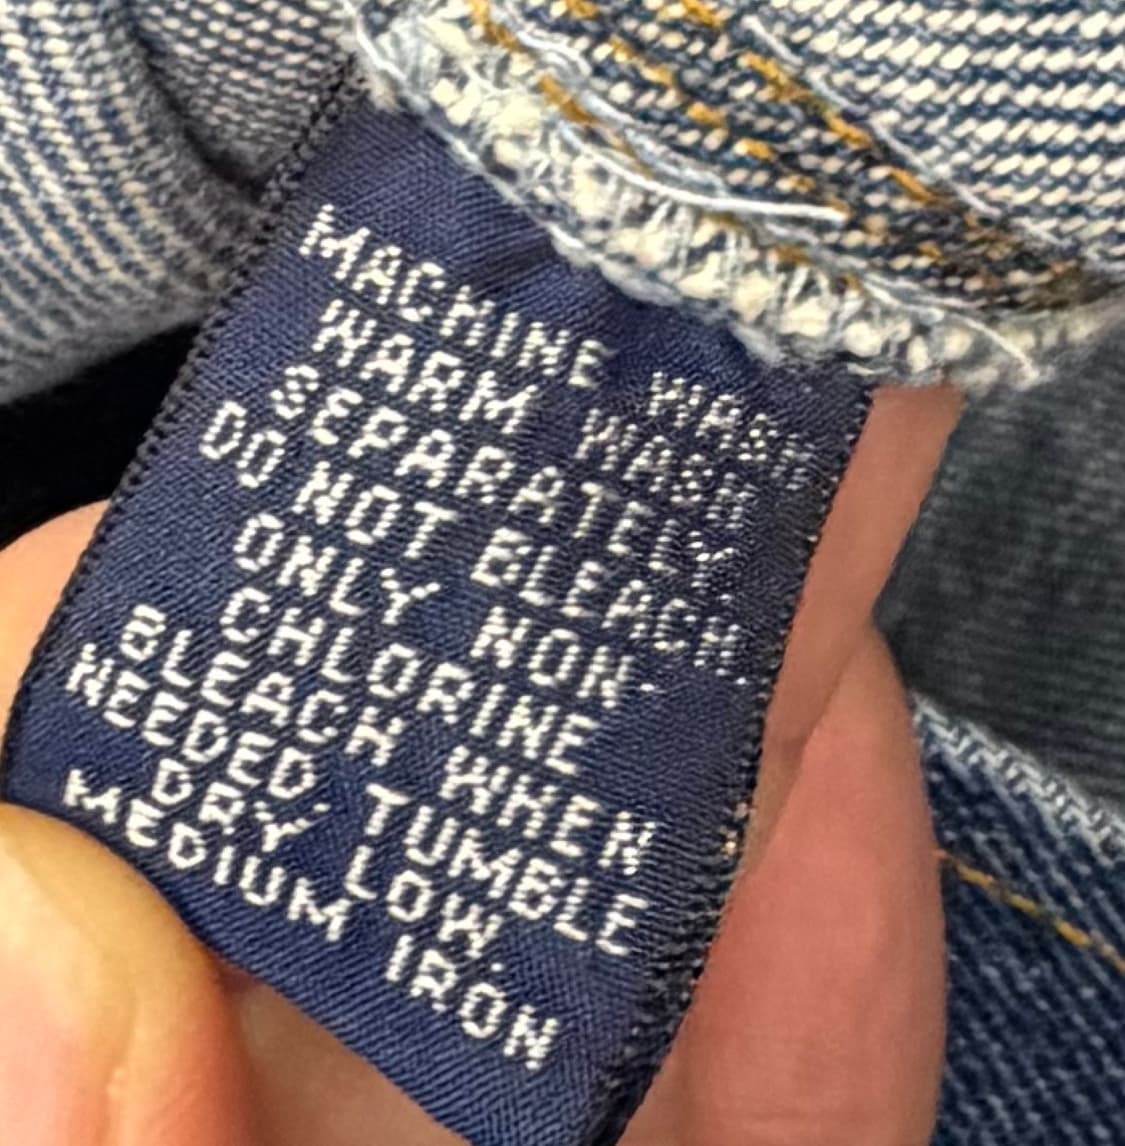 MACHINE WASH
WARM WASH
SEPARATELY.
DO NOT BLEACH.
ONLY NON-
CHLORINE
BLEACH WHEN
NEEDED. TUMBLE
DRY LOW.
MEDIUM IRON